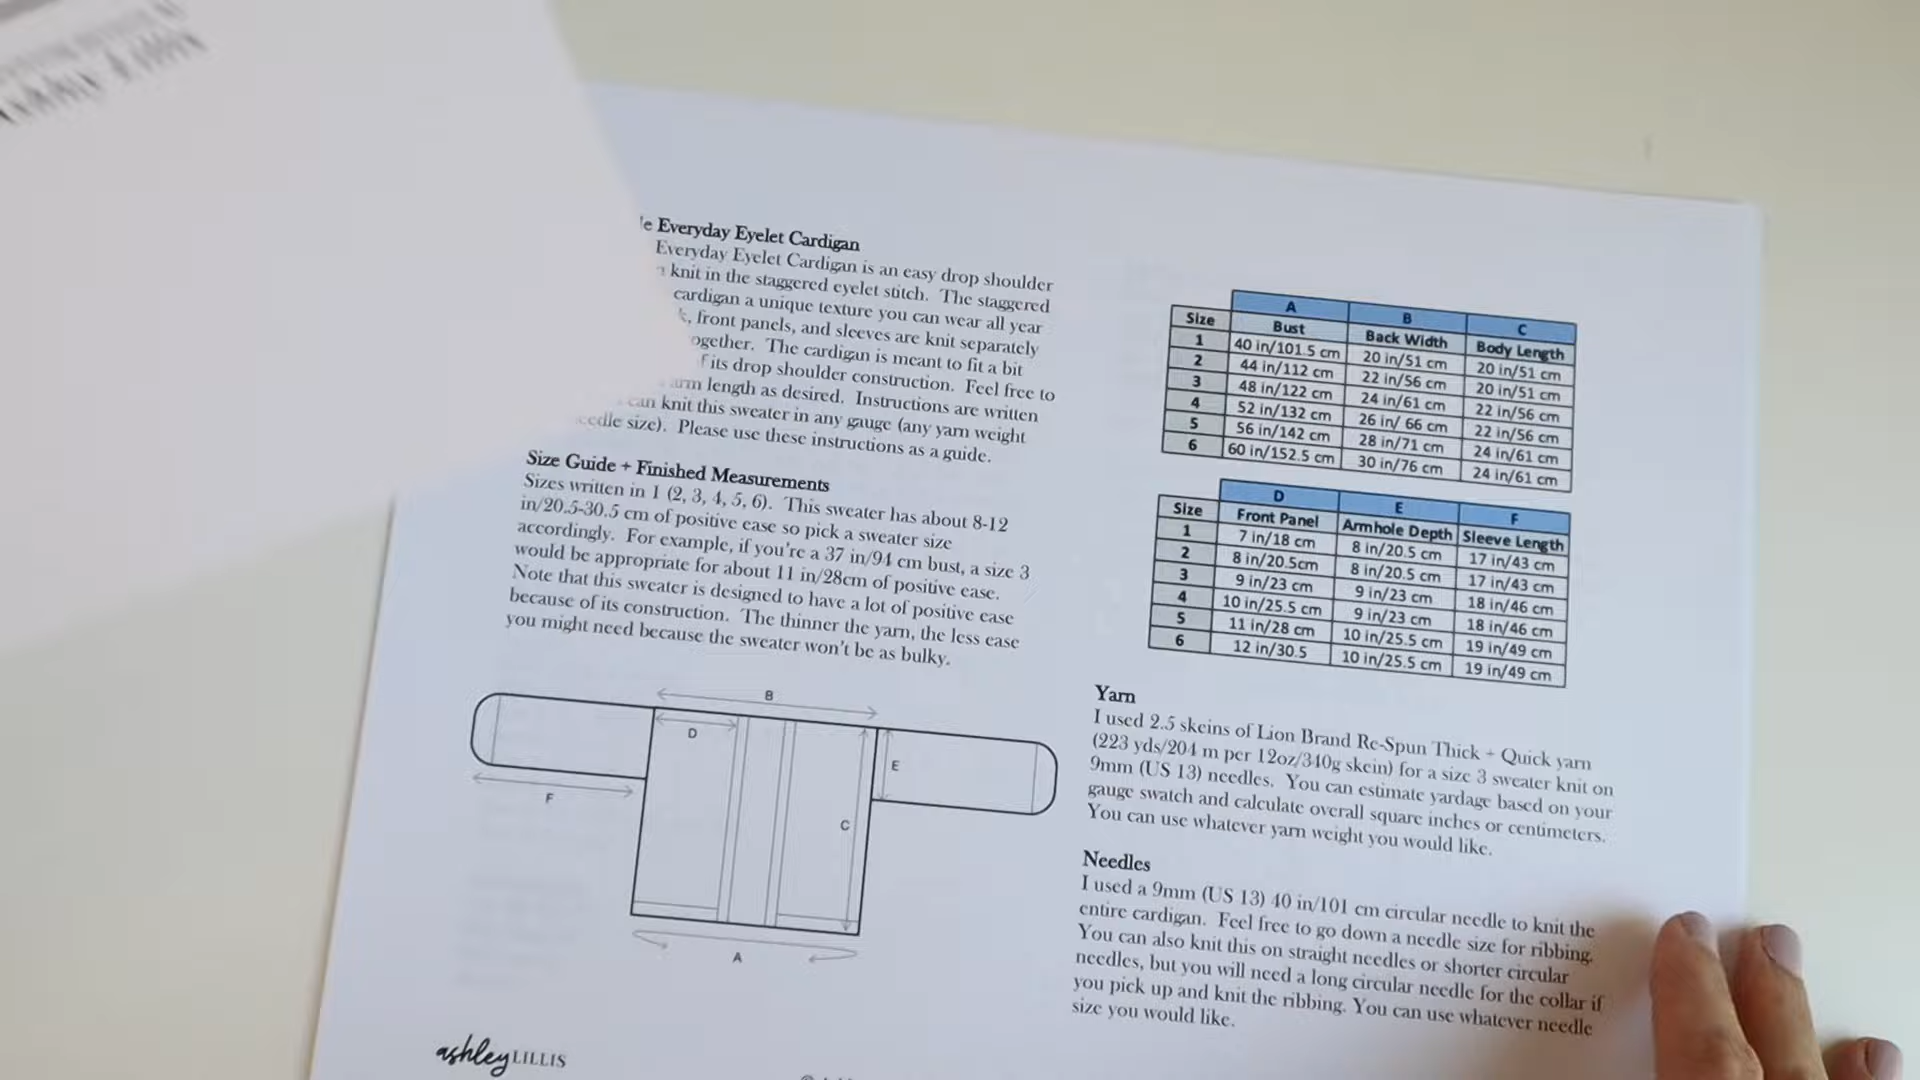 Everyday Eyelet Cardigan
Everyday Eyelet Cardigan is an easy drop shoulder
knit in the staggered eyelet stitch. The staggered
cardigan a unique texture you can wear all year
front panels, and sleeves are knit separately
ogether. The cardigan is meant to fit a bit
its drop shoulder construction. Feel free to
arm length as desired. Instructions are written
can knit this sweater in any gauge (any yarn weight
size). Please use these instructions as a guide.
Size Guide + Finished Measurements
Sizes written in 1 (2, 3, 4, 5, 6). This sweater has about 8-12
in/20.5-30.5 cm of positive ease so pick a sweater size
accordingly. For example, if you're a 37 in/94 cm bust, a size 3
would be appropriate for about 11 in/28cm of positive ease.
Note that this sweater is designed to have a lot of positive ease
because of its construction. The thinner the yarn, the less ease
you might need because the sweater won't be as bulky.
B
D
E
F
C
A
ashley LILLIS
A B C
Size Bust Back Width Body Length
1 40 in/101.5 cm 20 in/51 cm 20 in/51 cm
2 44 in/112 cm 22 in/56 cm 20 in/51 cm
3 48 in/122 cm 24 in/61 cm 22 in/56 cm
4 52 in/132 cm 26 in/ 66 cm 22 in/56 cm
5 56 in/142 cm 28 in/71 cm 24 in/61 cm
6 60 in/152.5 cm 30 in/76 cm 24 in/61 cm
D E F
Size Front Panel Armhole Depth Sleeve Length
1 7 in/18 cm 8 in/20.5 cm 17 in/43 cm
2 8 in/20.5cm 8 in/20.5 cm 17 in/43 cm
3 9 in/23 cm 9 in/23 cm 18 in/46 cm
4 10 in/25.5 cm 9 in/23 cm 18 in/46 cm
5 11 in/28 cm 10 in/25.5 cm 19 in/49 cm
6 12 in/30.5 10 in/25.5 cm 19 in/49 cm
Yarn
I used 2.5 skeins of Lion Brand Re-Spun Thick + Quick yarn
(223 yds/204 m per 12oz/340g skein) for a size 3 sweater knit on
9mm (US 13) needles. You can estimate yardage based on your
gauge swatch and calculate overall square inches or centimeters.
You can use whatever yarn weight you would like.
Needles
I used a 9mm (US 13) 40 in/101 cm circular needle to knit the
entire cardigan. Feel free to go down a needle size for ribbing.
You can also knit this on straight needles or shorter circular
needles, but you will need a long circular needle for the collar if
you pick up and knit the ribbing. You can use whatever needle
size you would like.